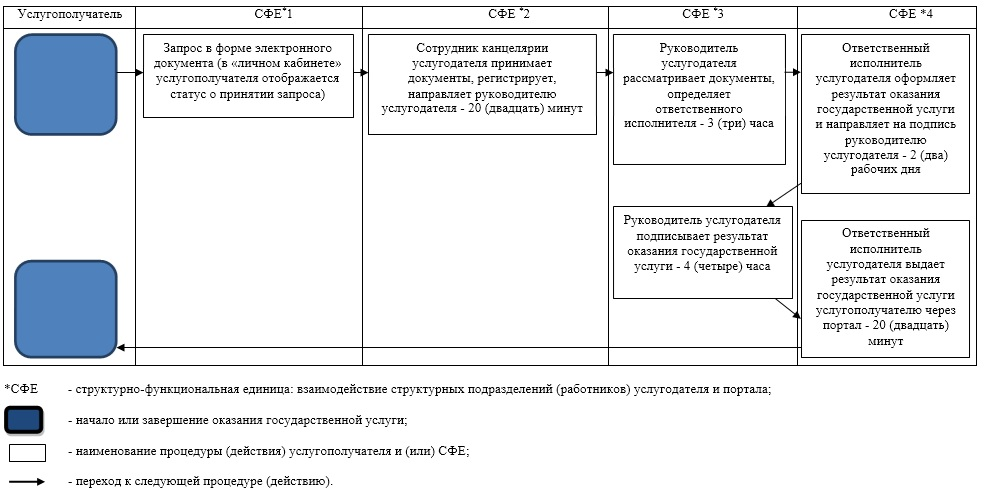 Услугополучатель
СФЕ*1
СФЕ *2
СФЕ *3
СФЕ *4
Запрос в форме электронного
документа (в «личном кабинете»
услугополучателя отображается
статус о принятии запроса)
Сотрудник канцелярии
услугодателя принимает
документы, регистрирует,
направляет руководителю
услугодателя - 20 (двадцать) минут
Руководитель
услугодателя
рассматривает документы,
определяет
ответственного
исполнителя - 3 (три) часа
Ответственный
исполнитель
услугодателя оформляет
результат оказания
государственной услуги
и направляет на подпись
руководителю
услугодателя - 2 (два)
рабочих дня
Руководитель услугодателя
подписывает результат
оказания государственной
услуги - 4 (четыре) часа
Ответственный
исполнитель
услугодателя выдает
результат оказания
государственной услуги
услугополучателю через
портал - 20 (двадцать)
минут
*СФЕ - структурно-функциональная единица: взаимодействие структурных подразделений (работников) услугодателя и портала;
- начало или завершение оказания государственной услуги;
- наименование процедуры (действия) услугополучателя и (или) СФЕ;
- переход к следующей процедуре (действию).